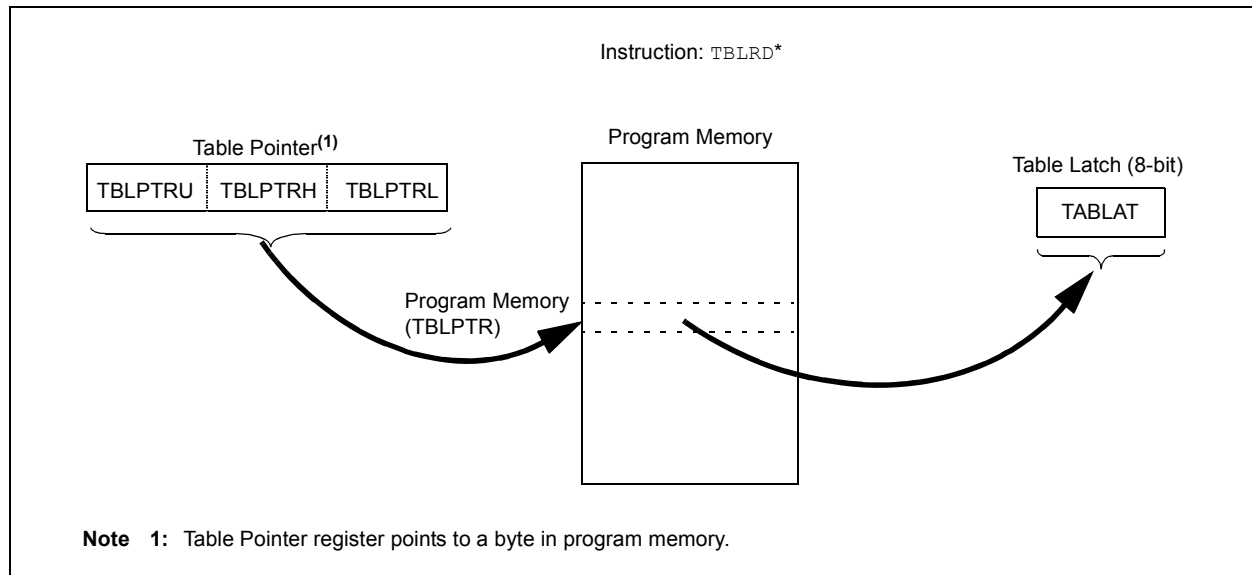 Instruction: TBLRD*
Table Pointer(1)
TBLPTRU TBLPTRH TBLPTRL
Program Memory
Table Latch (8-bit)
TABLAT
Program Memory
(TBLPTR)
Note 1: Table Pointer register points to a byte in program memory.